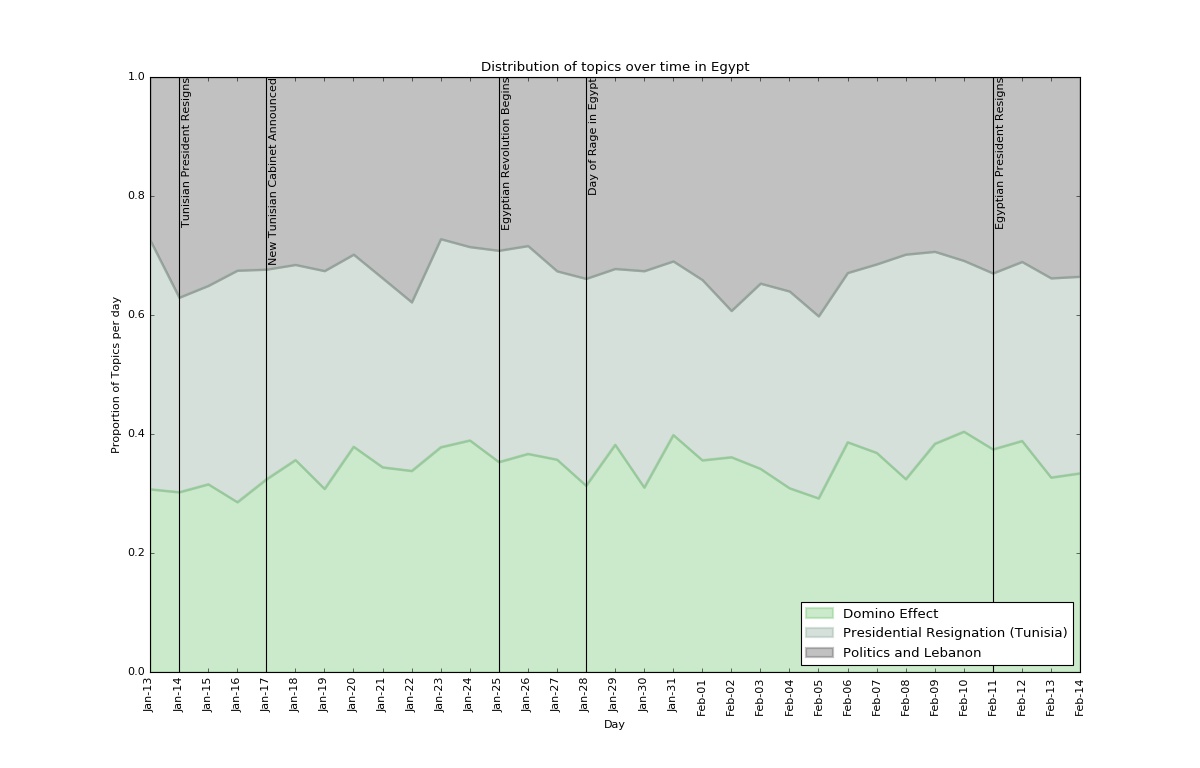 Distribution of topics over time in Egypt
1.0
0.8
0.6
0.4
0.2
0.0
Proportion of Topics per day
Tunisian President Resigns
New Tunisian Cabinet Announced
Egyptian Revolution Begins
Day of Rage in Egypt
Egyptian President Resigns
Domino Effect
Presidential Resignation (Tunisia)
Politics and Lebanon
Jan-13
Jan-14
Jan-15
Jan-16
Jan-17
Jan-18
Jan-19
Jan-20
Jan-21
Jan-22
Jan-23
Jan-24
Jan-25
Jan-26
Jan-27
Jan-28
Jan-29
Jan-30
Jan-31
Feb-01
Feb-02
Feb-03
Feb-04
Feb-05
Feb-06
Feb-07
Feb-08
Feb-09
Feb-10
Feb-11
Feb-12
Feb-13
Feb-14
Day